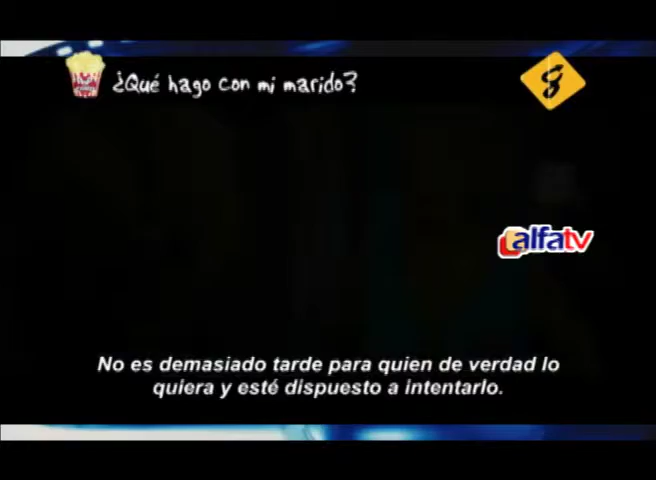 ¿Qué hago con mi marido?
8
alfatv
No es demasiado tarde para quien de verdad lo
quiera y esté dispuesto a intentarlo.